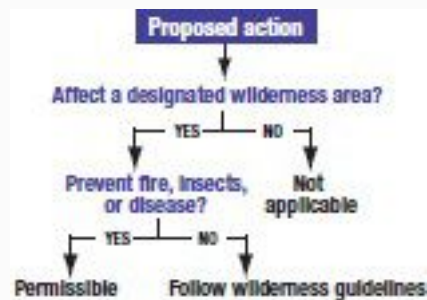 Proposed action
Affect a designated wilderness area?
YES NO
Prevent fire, insects,
or disease?
Not
applicable
YES NO
Permissible
Follow wilderness guidelines